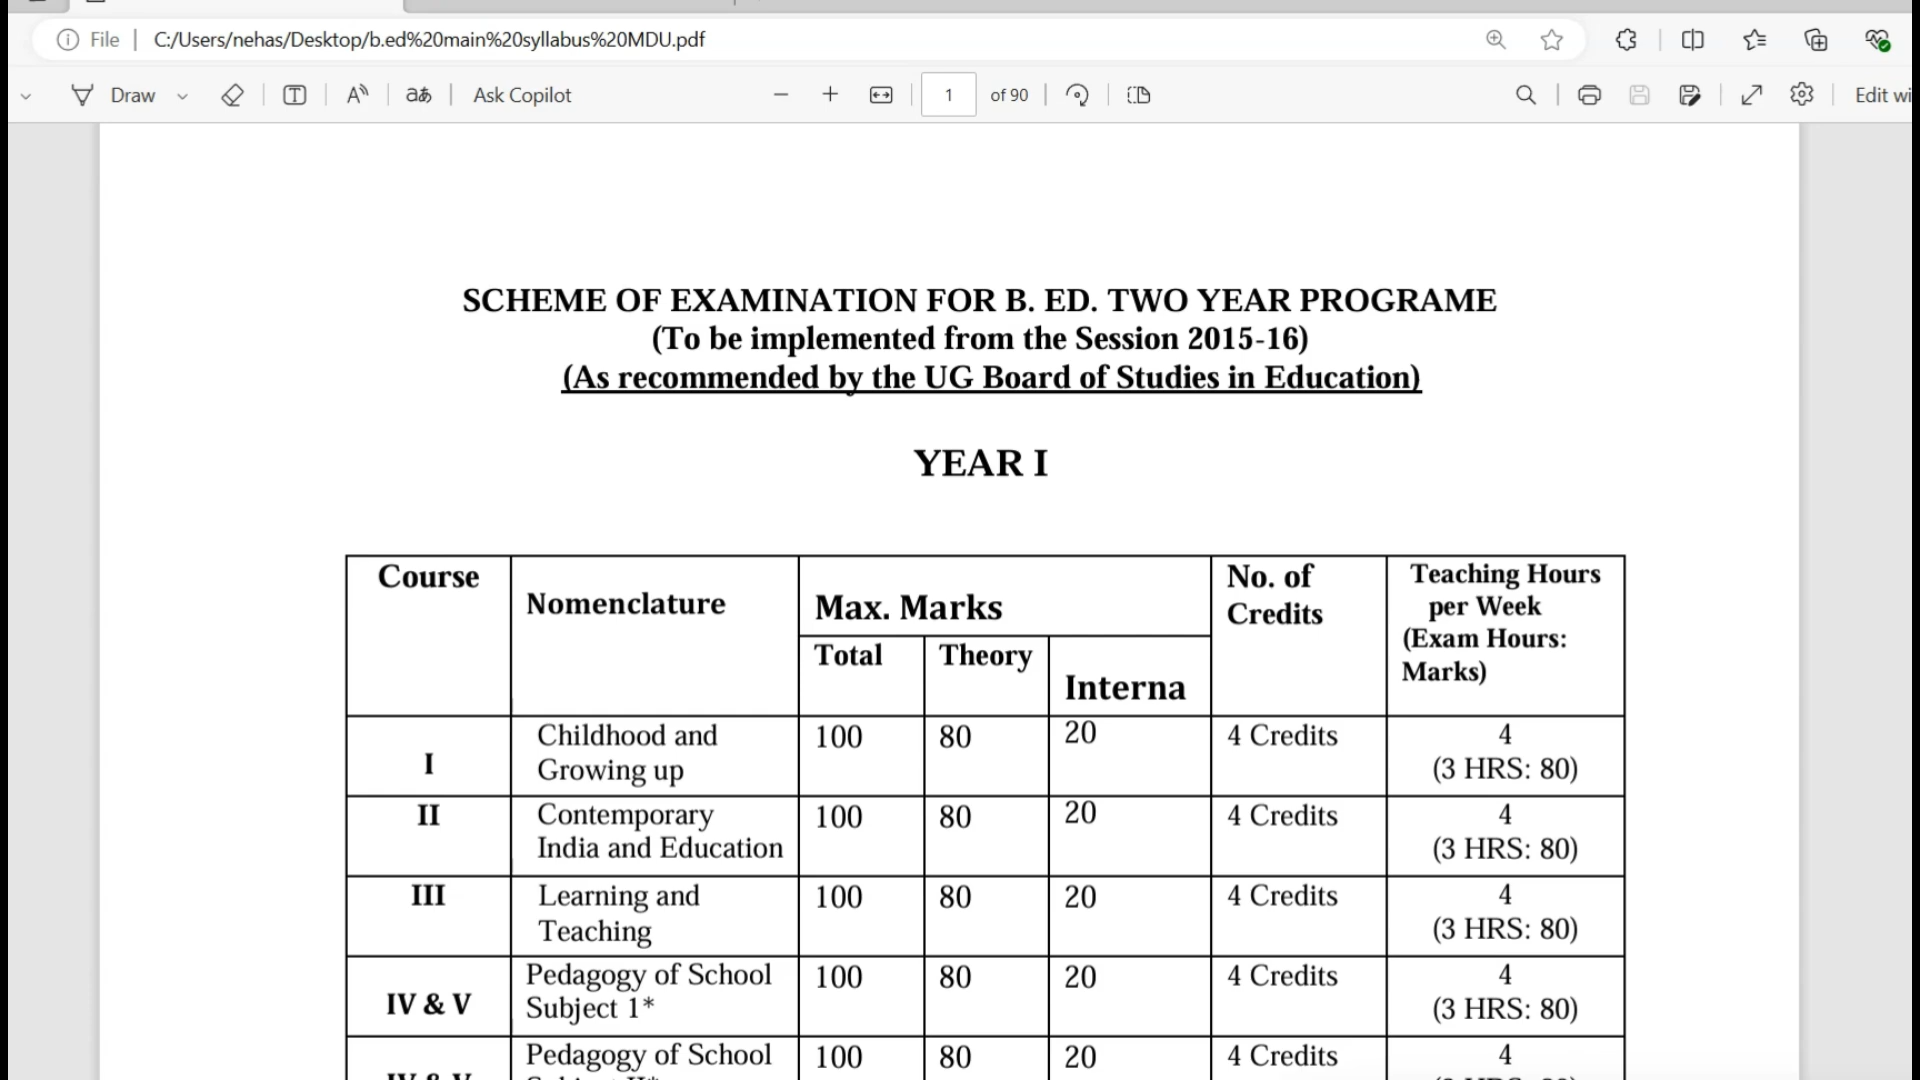 File C:/Users/nehas/Desktop/b.ed%20main%20syllabus%20MDU.pdf
Draw Ask Copilot 1 of 90 Edit wi
SCHEME OF EXAMINATION FOR B. ED. TWO YEAR PROGRAME
(To be implemented from the Session 2015-16)
(As recommended by the UG Board of Studies in Education)
YEAR I
Course Nomenclature Max. Marks No. of Credits Teaching Hours per Week (Exam Hours: Marks)
Total Theory Interna
I Childhood and Growing up 100 80 20 4 Credits 4 (3 HRS: 80)
II Contemporary India and Education 100 80 20 4 Credits 4 (3 HRS: 80)
III Learning and Teaching 100 80 20 4 Credits 4 (3 HRS: 80)
IV & V Pedagogy of School Subject 1* 100 80 20 4 Credits 4 (3 HRS: 80)
Pedagogy of School 100 80 20 4 Credits 4